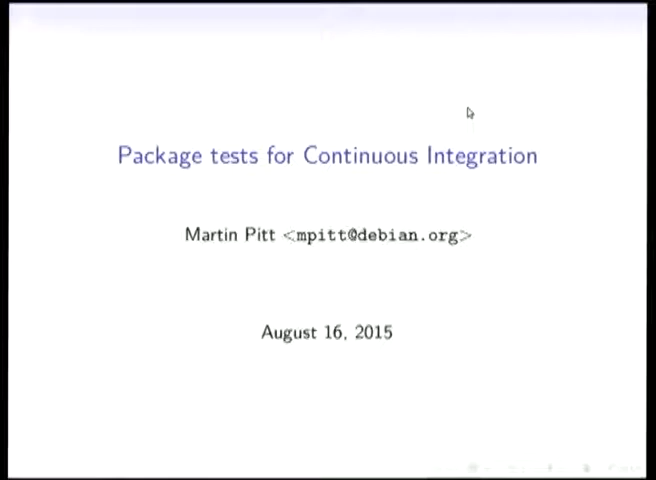 Package tests for Continuous Integration
Martin Pitt <mpitt@debian.org>
August 16, 2015